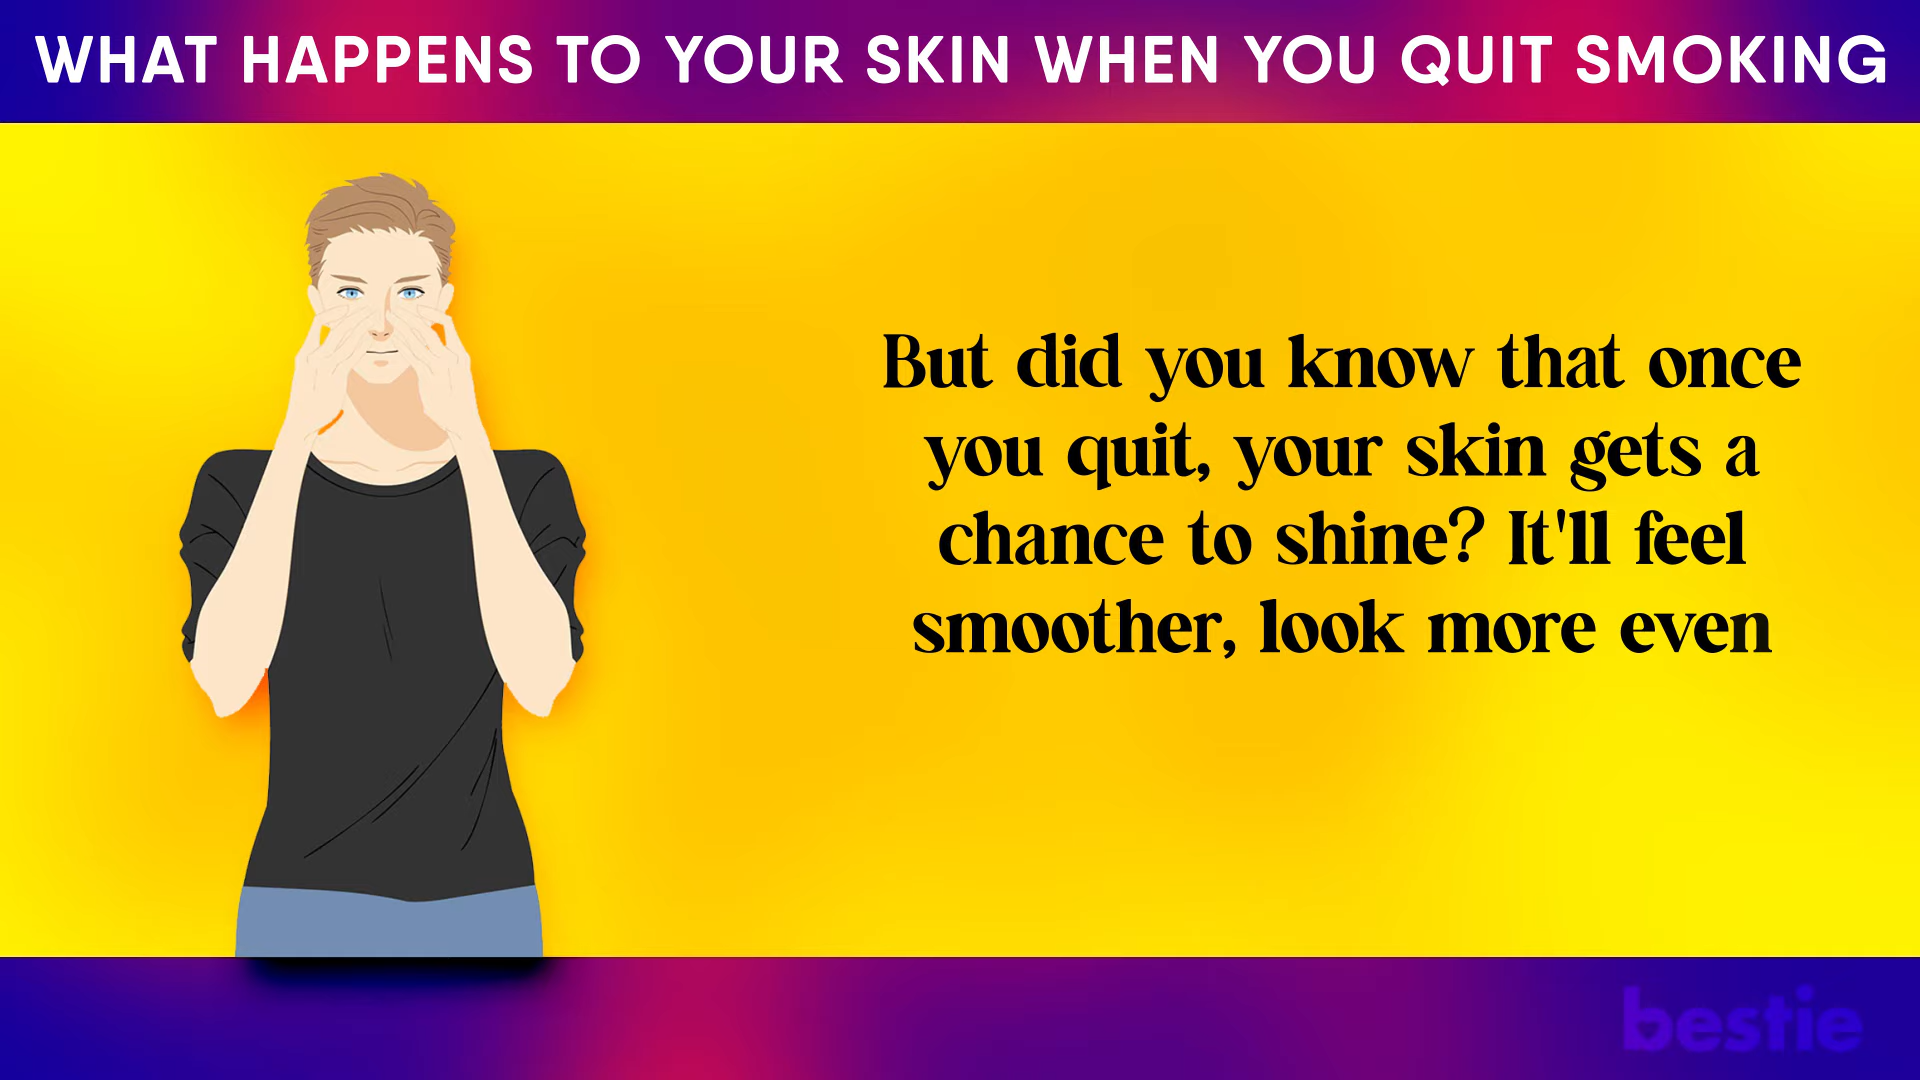 WHAT HAPPENS TO YOUR SKIN WHEN YOU QUIT SMOKING
But did you know that once
you quit, your skin gets a
chance to shine? It'll feel
smoother, look more even
bestie